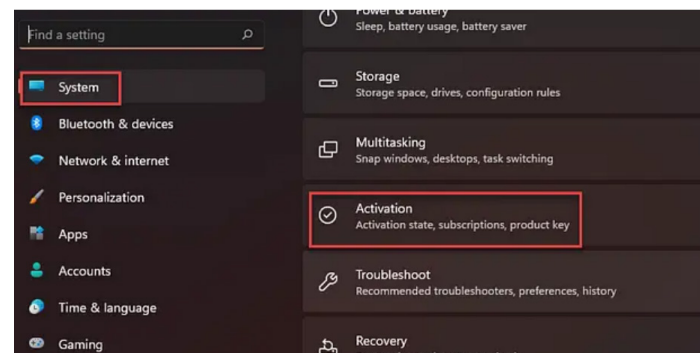 Find a setting
System
Bluetooth & devices
Network & internet
Personalization
Apps
Accounts
Time & language
Gaming
Power & battery
Sleep, battery usage, battery saver
Storage
Storage space, drives, configuration rules
Multitasking
Snap windows, desktops, task switching
Activation
Activation state, subscriptions, product key
Troubleshoot
Recommended troubleshooters, preferences, history
Recovery